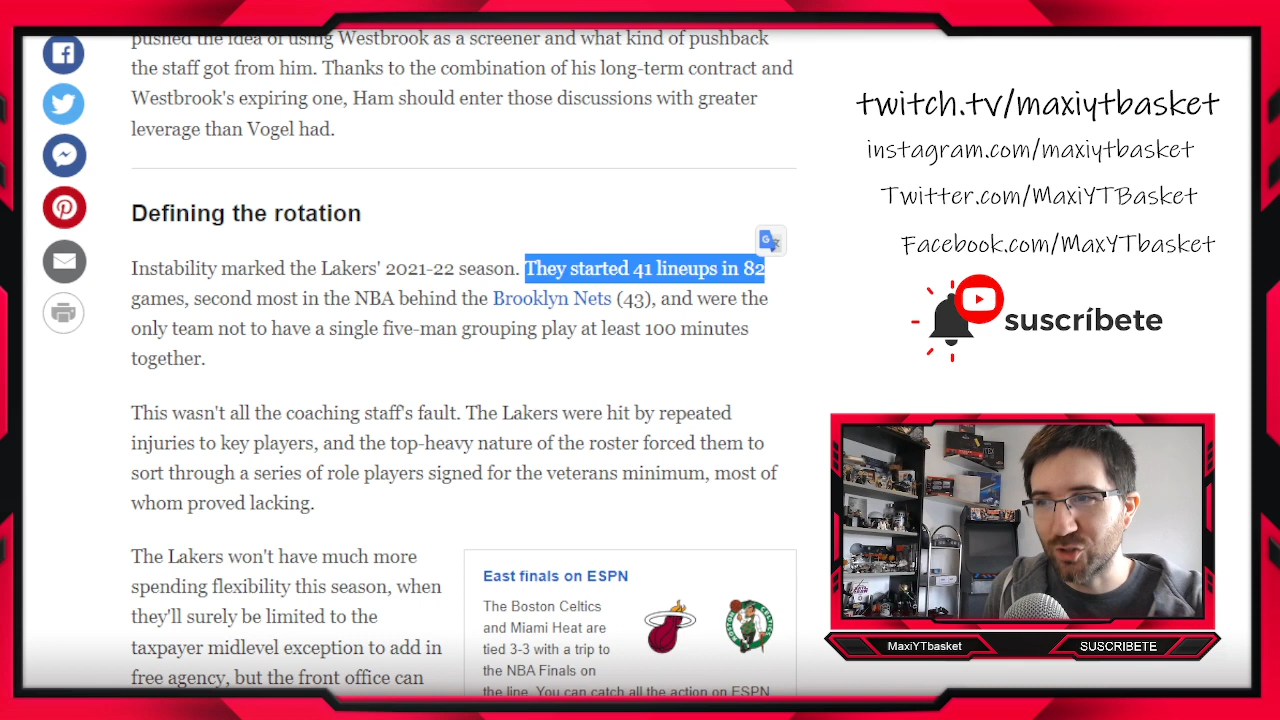 pushed the idea of using Westbrook as a screener and what kind of pushback
the staff got from him. Thanks to the combination of his long-term contract and
Westbrook's expiring one, Ham should enter those discussions with greater
leverage than Vogel had.
Defining the rotation
Instability marked the Lakers' 2021-22 season. They started 41 lineups in 82
games, second most in the NBA behind the Brooklyn Nets (43), and were the
only team not to have a single five-man grouping play at least 100 minutes
together.
This wasn't all the coaching staff's fault. The Lakers were hit by repeated
injuries to key players, and the top-heavy nature of the roster forced them to
sort through a series of role players signed for the veterans minimum, most of
whom proved lacking.
The Lakers won't have much more
spending flexibility this season, when
they'll surely be limited to the
taxpayer midlevel exception to add in
free agency, but the front office can
East finals on ESPN
The Boston Celtics
and Miami Heat are
tied 3-3 with a trip to
the NBA Finals on
the line. You can catch all the action on ESPN
twitch.tv/maxiytbasket
instagram.com/maxiytbasket
Twitter.com/MaxiYTBasket
Facebook.com/MaxYTbasket
suscríbete
MaxiYTbasket
SUSCRIBETE